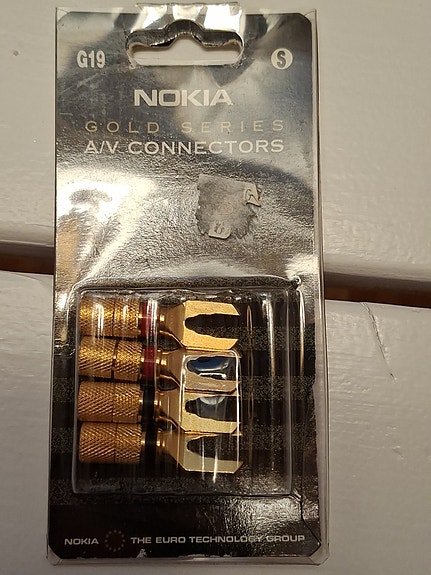 G19
S
NOKIA
GOLD SERIES
A/V CONNECTORS
NOKIA THE EURO TECHNOLOGY GROUP